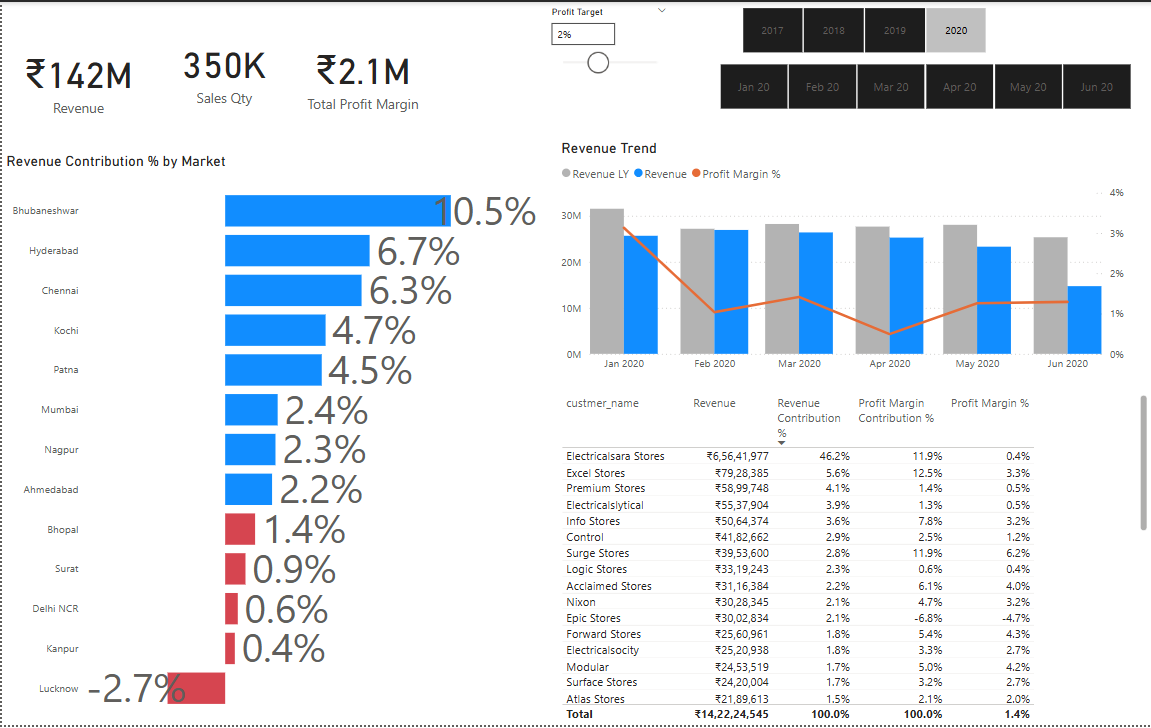 Profit Target
2%
2017 2018 2019 2020
Jan 20 Feb 20 Mar 20 Apr 20 May 20 Jun 20
₹142M
Revenue
350K
Sales Qty
₹2.1M
Total Profit Margin
Revenue Contribution % by Market
Bhubaneshwar 10.5%
Hyderabad 6.7%
Chennai 6.3%
Kochi 4.7%
Patna 4.5%
Mumbai 2.4%
Nagpur 2.3%
Ahmedabad 2.2%
Bhopal 1.4%
Surat 0.9%
Delhi NCR 0.6%
Kanpur 0.4%
Lucknow -2.7%
Revenue Trend
Revenue LY Revenue Profit Margin %
4%
30M 3%
20M 2%
10M 1%
0M 0%
Jan 2020 Feb 2020 Mar 2020 Apr 2020 May 2020 Jun 2020
custmer_name Revenue Revenue Contribution % Profit Margin Contribution % Profit Margin %
Electricalsara Stores ₹6,56,41,977 46.2% 11.9% 0.4%
Excel Stores ₹79,28,385 5.6% 12.5% 3.3%
Premium Stores ₹58,99,748 4.1% 1.4% 0.5%
Electricalslytical ₹55,37,904 3.9% 1.3% 0.5%
Info Stores ₹50,64,374 3.6% 7.8% 3.2%
Control ₹41,82,662 2.9% 2.5% 1.2%
Surge Stores ₹39,53,600 2.8% 11.9% 6.2%
Logic Stores ₹33,19,243 2.3% 0.6% 0.4%
Acclaimed Stores ₹31,16,384 2.2% 6.1% 4.0%
Nixon ₹30,28,345 2.1% 4.7% 3.2%
Epic Stores ₹30,02,834 2.1% -6.8% -4.7%
Forward Stores ₹25,60,961 1.8% 5.4% 4.3%
Electricalsocity ₹25,20,938 1.8% 3.3% 2.7%
Modular ₹24,53,519 1.7% 5.0% 4.2%
Surface Stores ₹24,20,004 1.7% 3.2% 2.7%
Atlas Stores ₹21,89,613 1.5% 2.1% 2.0%
Total ₹14,22,24,545 100.0% 100.0% 1.4%